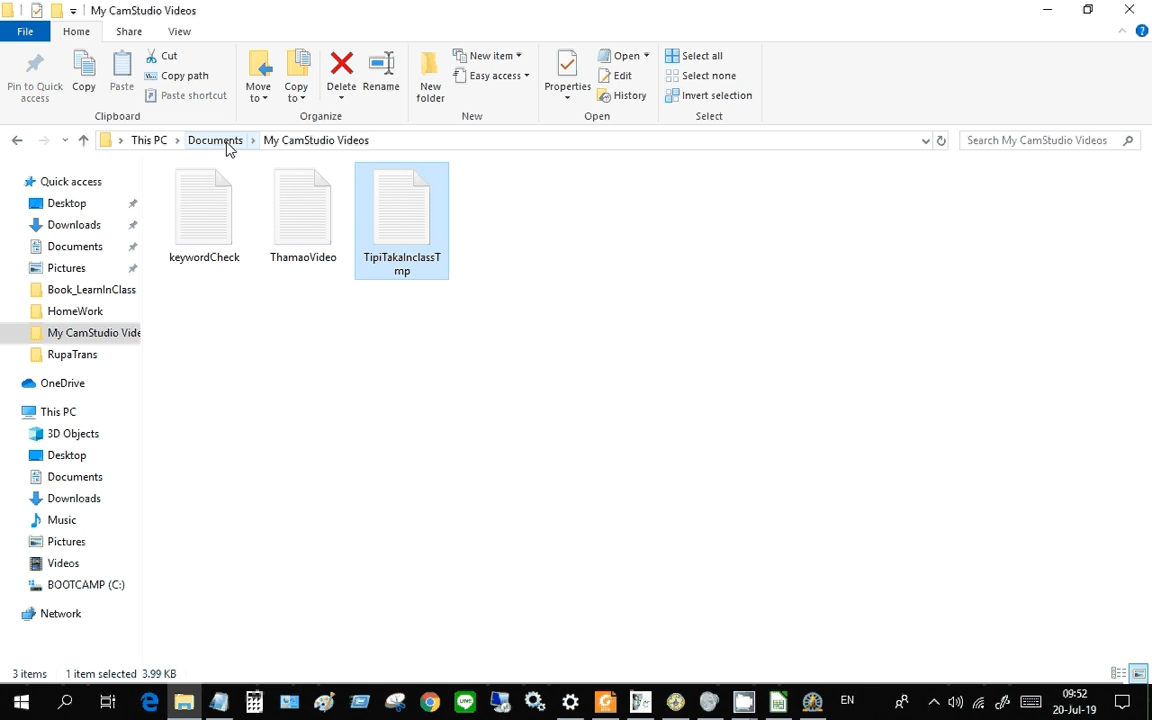 My CamStudio Videos
File Home Share View
Pin to Quick access
Copy
Paste
Cut
Copy path
Paste shortcut
Clipboard
Move to
Copy to
Delete
Rename
Organize
New folder
New item
Easy access
New
Properties
Open
Edit
History
Open
Select all
Select none
Invert selection
Select
This PC > Documents > My CamStudio Videos
Search My CamStudio Videos
Quick access
Desktop
Downloads
Documents
Pictures
Book_LearnInClass
HomeWork
My CamStudio Vide
RupaTrans
OneDrive
This PC
3D Objects
Desktop
Documents
Downloads
Music
Pictures
Videos
BOOTCAMP (C:)
Network
keywordCheck
ThamaoVideo
TipiTakaInclassT
mp
3 items 1 item selected 3.99 KB
EN
09:52
20-Jul-19